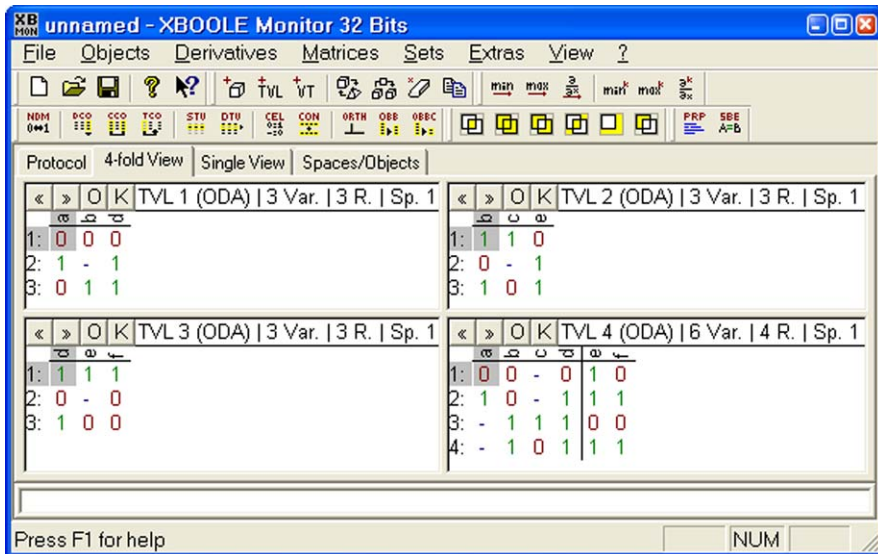 XB MON unnamed - XBOOLE Monitor 32 Bits
File Objects Derivatives Matrices Sets Extras View ?
TVL VT min max ∂/∂x minᵏ maxᵏ ∂ᵏ/∂x
NDM 0⇔1 DCO CCO TCO STU DTU CEL CON ORTH OBB OBBC PRP SBE A=B
Protocol 4-fold View Single View Spaces/Objects
« » O K TVL 1 (ODA) | 3 Var. | 3 R. | Sp. 1
a b d
1: 0 0 0
2: 1 - 1
3: 0 1 1
« » O K TVL 2 (ODA) | 3 Var. | 3 R. | Sp. 1
b c e
1: 1 1 0
2: 0 - 1
3: 1 0 1
« » O K TVL 3 (ODA) | 3 Var. | 3 R. | Sp. 1
d e f
1: 1 1 1
2: 0 - 0
3: 1 0 0
« » O K TVL 4 (ODA) | 6 Var. | 4 R. | Sp. 1
a b c d e f
1: 0 0 - 0 1 0
2: 1 0 - 1 1 1
3: - 1 1 1 0 0
4: - 1 0 1 1 1
Press F1 for help
NUM